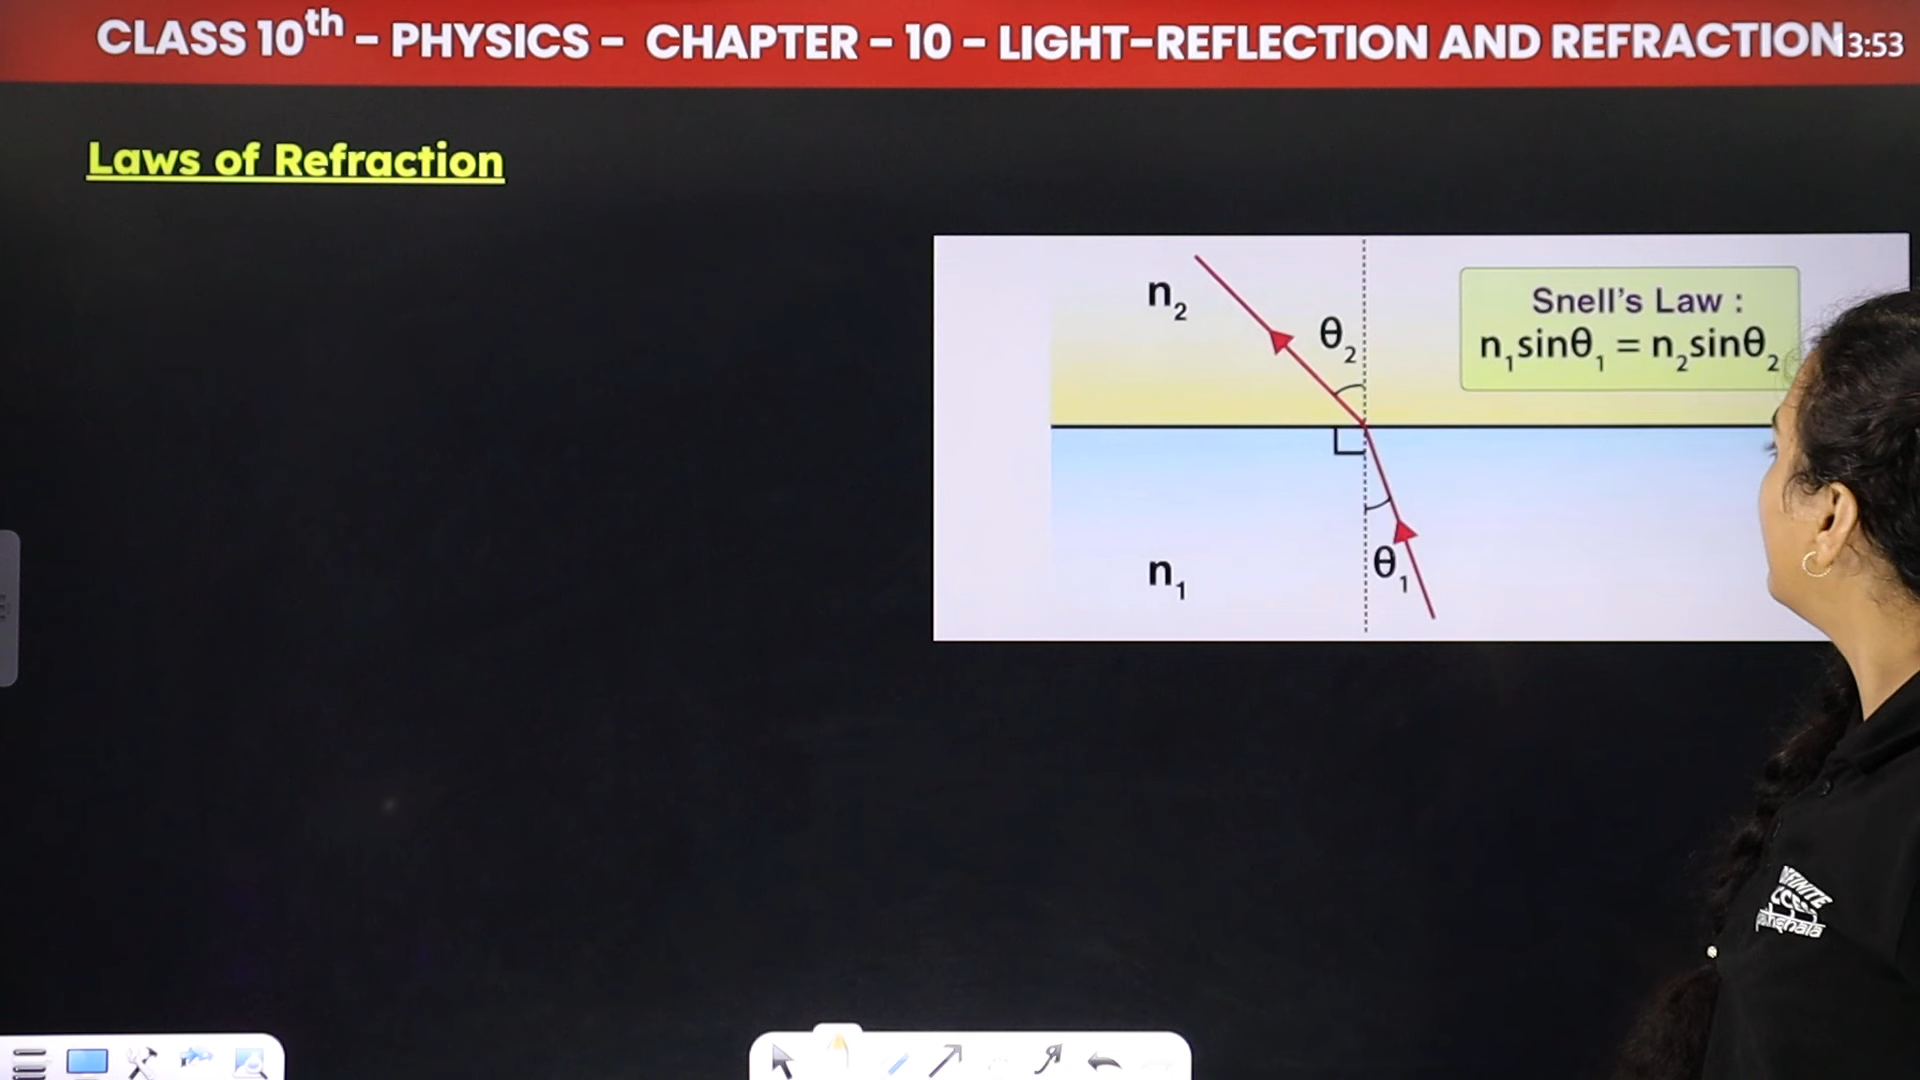 CLASS 10th - PHYSICS - CHAPTER - 10 - LIGHT-REFLECTION AND REFRACTION
13:53
Laws of Refraction
n2
θ2
Snell's Law :
n1sinθ1 = n2sinθ2
n1
θ1